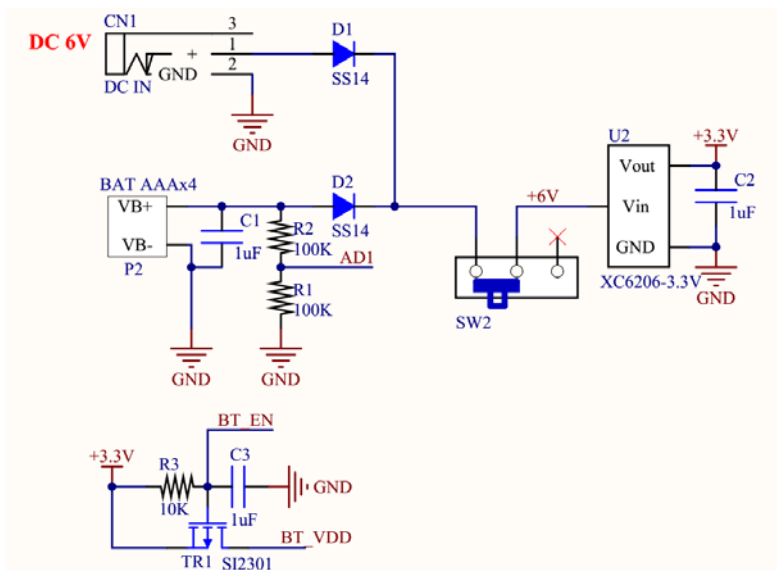 DC 6V
CN1
3
1
+
2
GND
DC IN
GND
D1
SS14
BAT AAAx4
VB+
VB-
P2
C1
1uF
R2
100K
AD1
R1
100K
D2
SS14
GND
GND
+6V
SW2
U2
Vout
Vin
GND
XC6206-3.3V
+3.3V
C2
1uF
GND
BT_EN
+3.3V
R3
10K
C3
1uF
GND
TR1
SI2301
BT_VDD